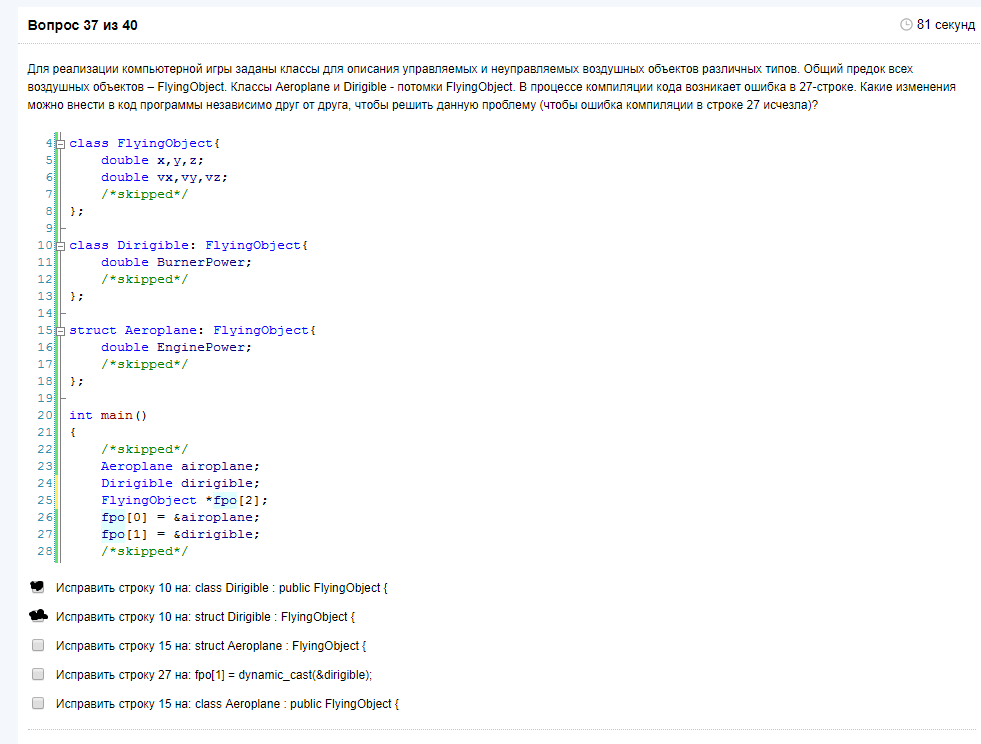 Вопрос 37 из 40
81 секунд
Для реализации компьютерной игры заданы классы для описания управляемых и неуправляемых воздушных объектов различных типов. Общий предок всех
воздушных объектов – FlyingObject. Классы Aeroplane и Dirigible - потомки FlyingObject. В процессе компиляции кода возникает ошибка в 27-строке. Какие изменения
можно внести в код программы независимо друг от друга, чтобы решить данную проблему (чтобы ошибка компиляции в строке 27 исчезла)?
4 class FlyingObject{
5     double x,y,z;
6     double vx,vy,vz;
7     /*skipped*/
8 };
9
10 class Dirigible: FlyingObject{
11     double BurnerPower;
12     /*skipped*/
13 };
14
15 struct Aeroplane: FlyingObject{
16     double EnginePower;
17     /*skipped*/
18 };
19
20 int main()
21 {
22     /*skipped*/
23     Aeroplane airoplane;
24     Dirigible dirigible;
25     FlyingObject *fpo[2];
26     fpo[0] = &airoplane;
27     fpo[1] = &dirigible;
28     /*skipped*/
Исправить строку 10 на: class Dirigible : public FlyingObject {
Исправить строку 10 на: struct Dirigible : FlyingObject {
Исправить строку 15 на: struct Aeroplane : FlyingObject {
Исправить строку 27 на: fpo[1] = dynamic_cast(&dirigible);
Исправить строку 15 на: class Aeroplane : public FlyingObject {